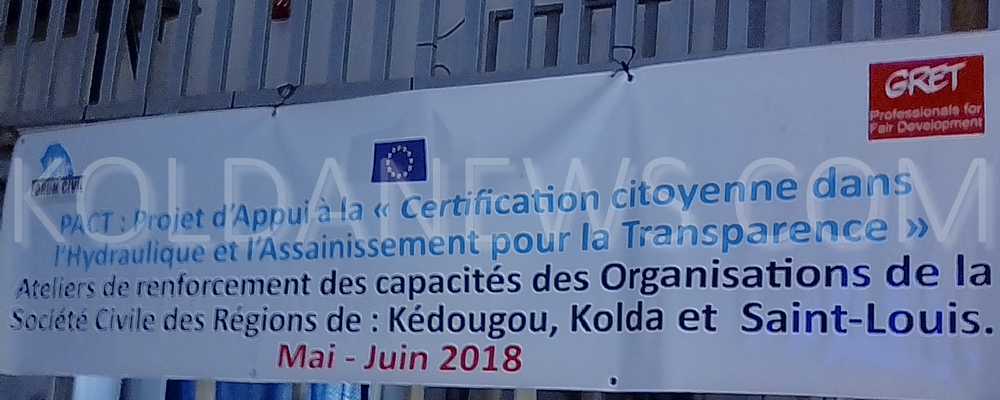 GRET
Professionals for
Fair Development
FORUM CIVIL
KOLDANEWS.COM
PACT : Projet d'Appui à la « Certification citoyenne dans
l'Hydraulique et l'Assainissement pour la Transparence »
Ateliers de renforcement des capacités des Organisations de la
Société Civile des Régions de : Kédougou, Kolda et Saint-Louis.
Mai - Juin 2018